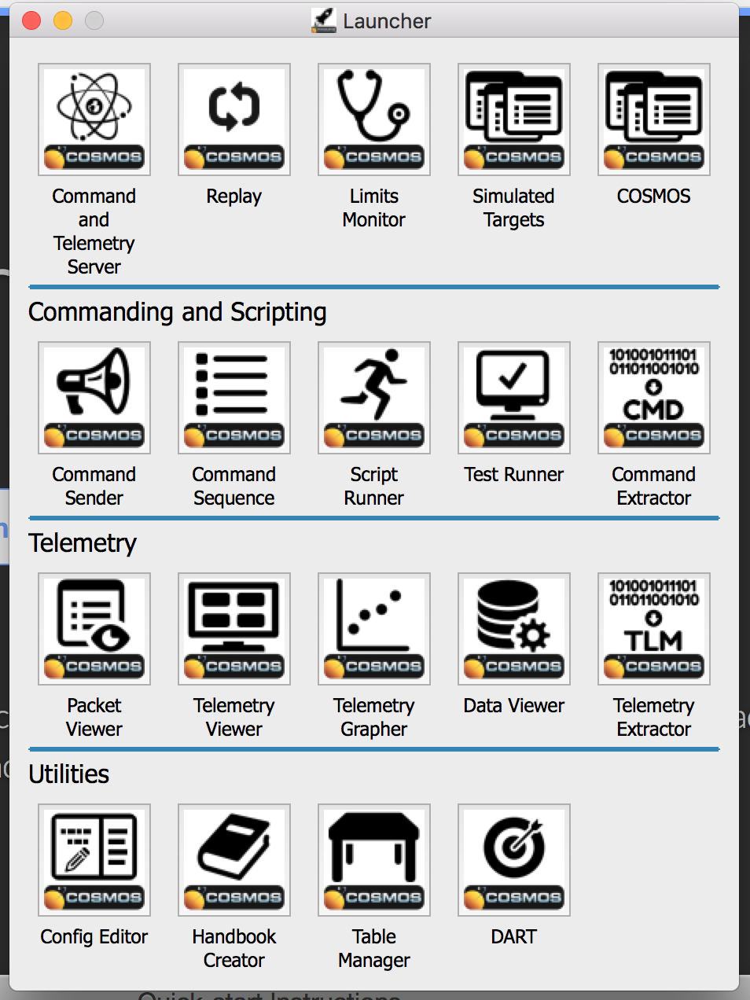 Launcher
COSMOS COSMOS COSMOS COSMOS COSMOS
Command and Telemetry Server
Replay
Limits Monitor
Simulated Targets
COSMOS
Commanding and Scripting
101001011101
011011001010
CMD
COSMOS COSMOS COSMOS COSMOS COSMOS
Command Sender
Command Sequence
Script Runner
Test Runner
Command Extractor
Telemetry
101001011101
011011001010
TLM
COSMOS COSMOS COSMOS COSMOS COSMOS
Packet Viewer
Telemetry Viewer
Telemetry Grapher
Data Viewer
Telemetry Extractor
Utilities
COSMOS COSMOS COSMOS COSMOS
Config Editor
Handbook Creator
Table Manager
DART
Quick-start Instructions